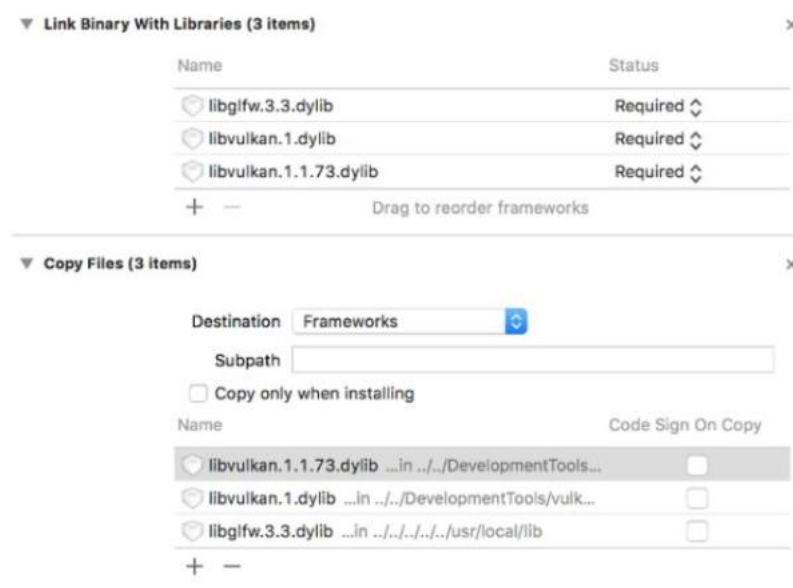 Link Binary With Libraries (3 items)
Name Status
libglfw.3.3.dylib Required
libvulkan.1.dylib Required
libvulkan.1.1.73.dylib Required
+ − Drag to reorder frameworks
Copy Files (3 items)
Destination Frameworks
Subpath
Copy only when installing
Name Code Sign On Copy
libvulkan.1.1.73.dylib ...in ../../DevelopmentTools...
libvulkan.1.dylib ...in ../../DevelopmentTools/vulk...
libglfw.3.3.dylib ...in ../../../../../usr/local/lib
+ −